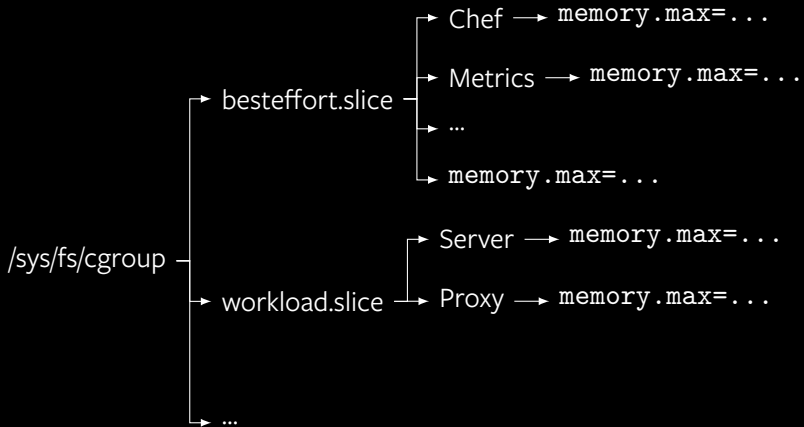 Chef memory.max=...
Metrics memory.max=...
besteffort.slice
...
memory.max=...
Server memory.max=...
/sys/fs/cgroup
workload.slice Proxy memory.max=...
...